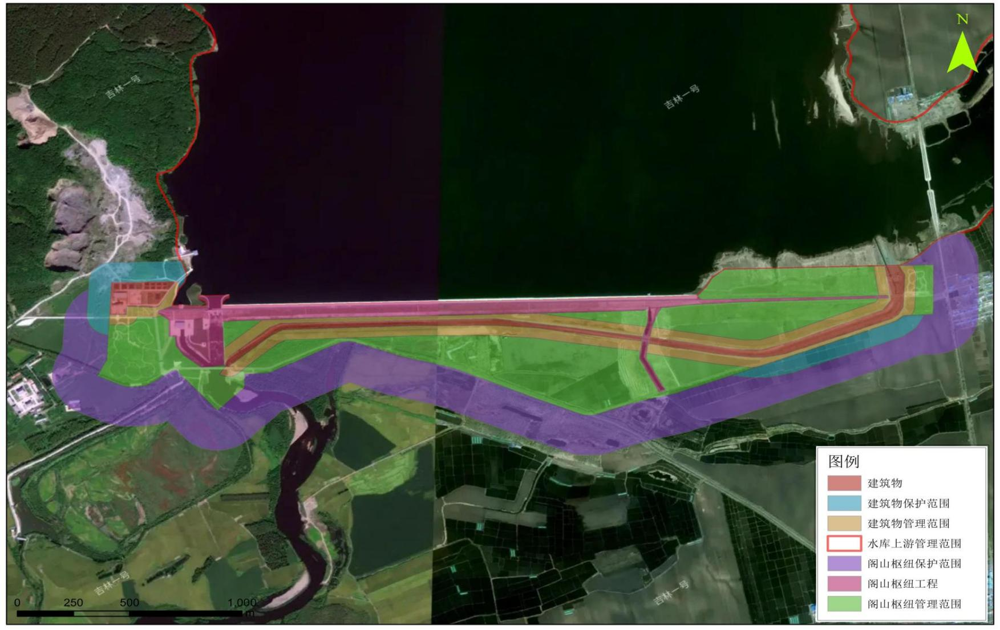 N
吉林一号
吉林一号
图例
建筑物
建筑物保护范围
建筑物管理范围
水库上游管理范围
阁山枢纽保护范围
阁山枢纽工程
阁山枢纽管理范围
吉林一号
吉林一号
0 250 500 1,000
m